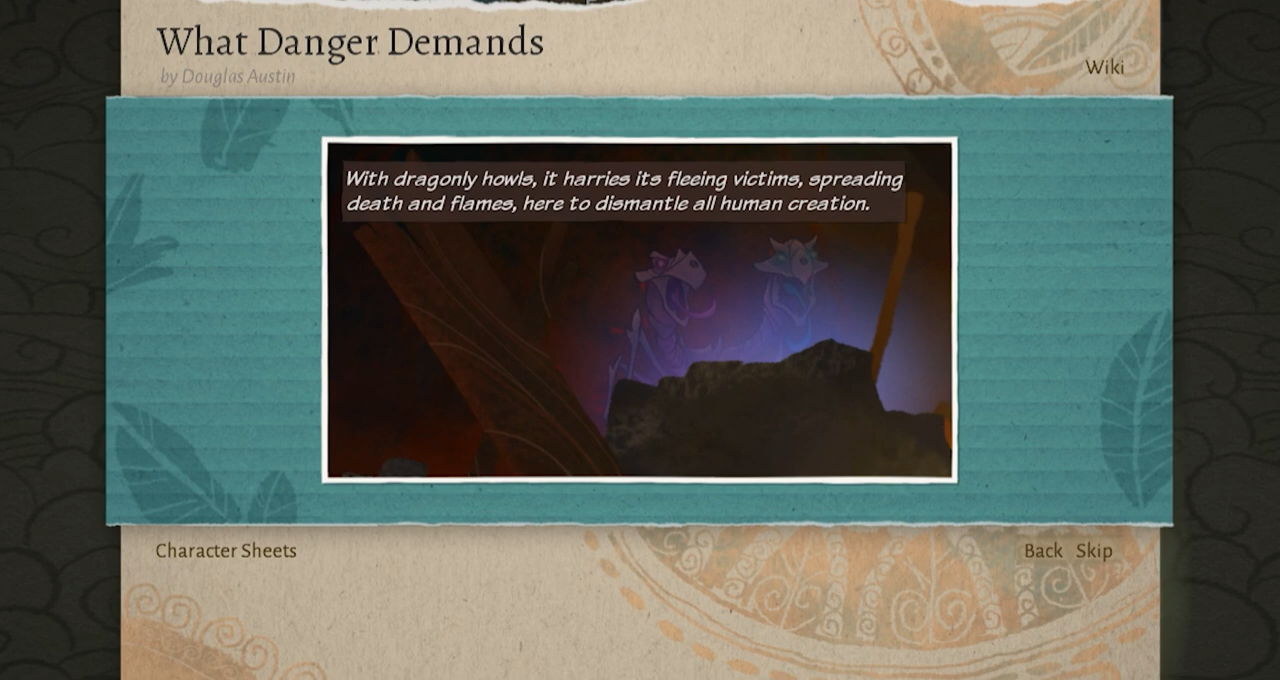 What Danger Demands
by Douglas Austin
Wiki
With dragonly howls, it harries its fleeing victims, spreading
death and flames, here to dismantle all human creation.
Character Sheets
Back Skip